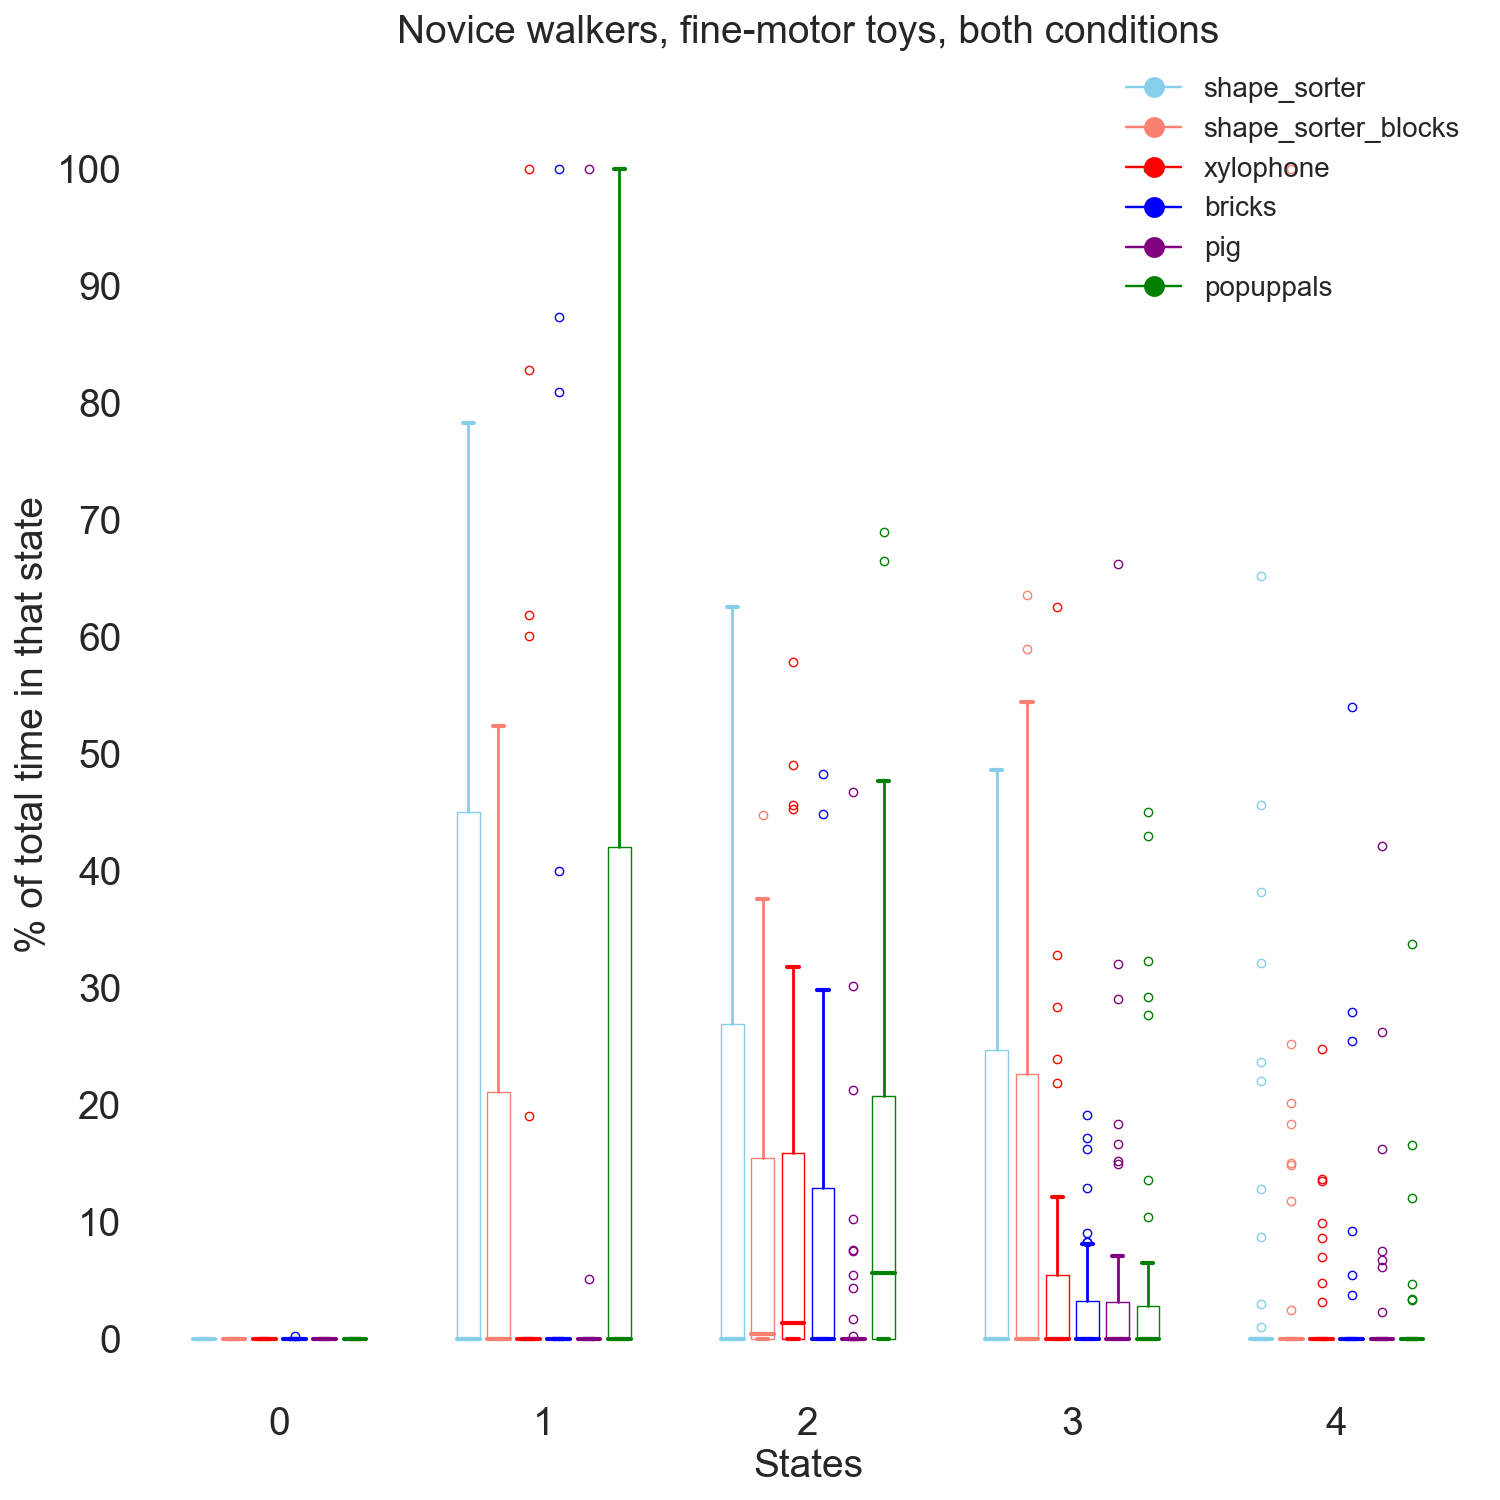 Novice walkers, fine-motor toys, both conditions
shape_sorter
shape_sorter_blocks
xylophone
bricks
pig
popuppals
100
90
80
70
60
50
40
30
20
10
0
% of total time in that state
0 1 2 3 4
States